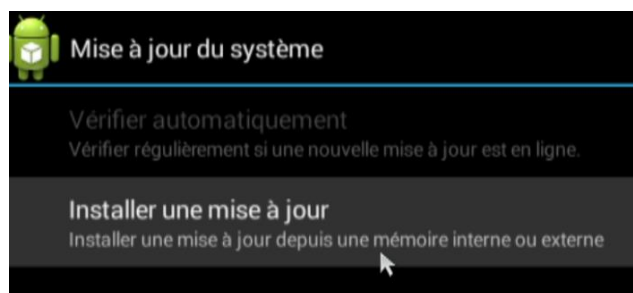 Mise à jour du système
Vérifier automatiquement
Vérifier régulièrement si une nouvelle mise à jour est en ligne.
Installer une mise à jour
Installer une mise à jour depuis une mémoire interne ou externe